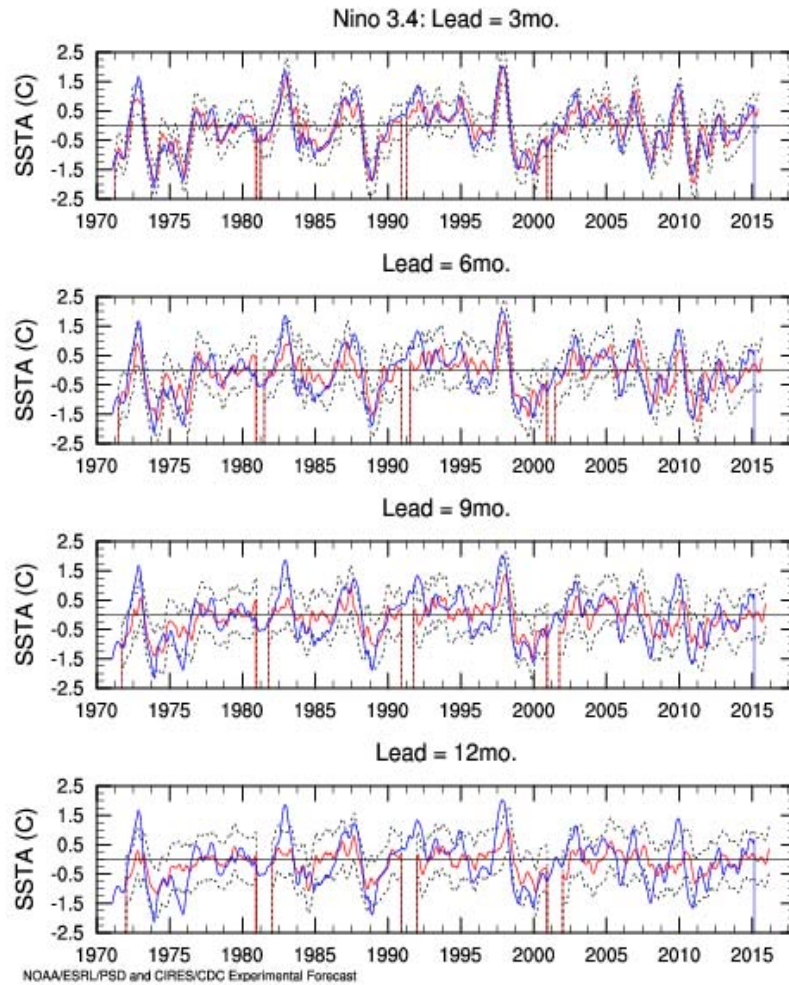 Nino 3.4: Lead = 3mo.
2.5
1.5
0.5
-0.5
-1.5
-2.5
SSTA (C)
1970 1975 1980 1985 1990 1995 2000 2005 2010 2015
Lead = 6mo.
2.5
1.5
0.5
-0.5
-1.5
-2.5
SSTA (C)
1970 1975 1980 1985 1990 1995 2000 2005 2010 2015
Lead = 9mo.
2.5
1.5
0.5
-0.5
-1.5
-2.5
SSTA (C)
1970 1975 1980 1985 1990 1995 2000 2005 2010 2015
Lead = 12mo.
2.5
1.5
0.5
-0.5
-1.5
-2.5
SSTA (C)
1970 1975 1980 1985 1990 1995 2000 2005 2010 2015
NOAA/ESRL/PSD and CIRES/CDC Experimental Forecast